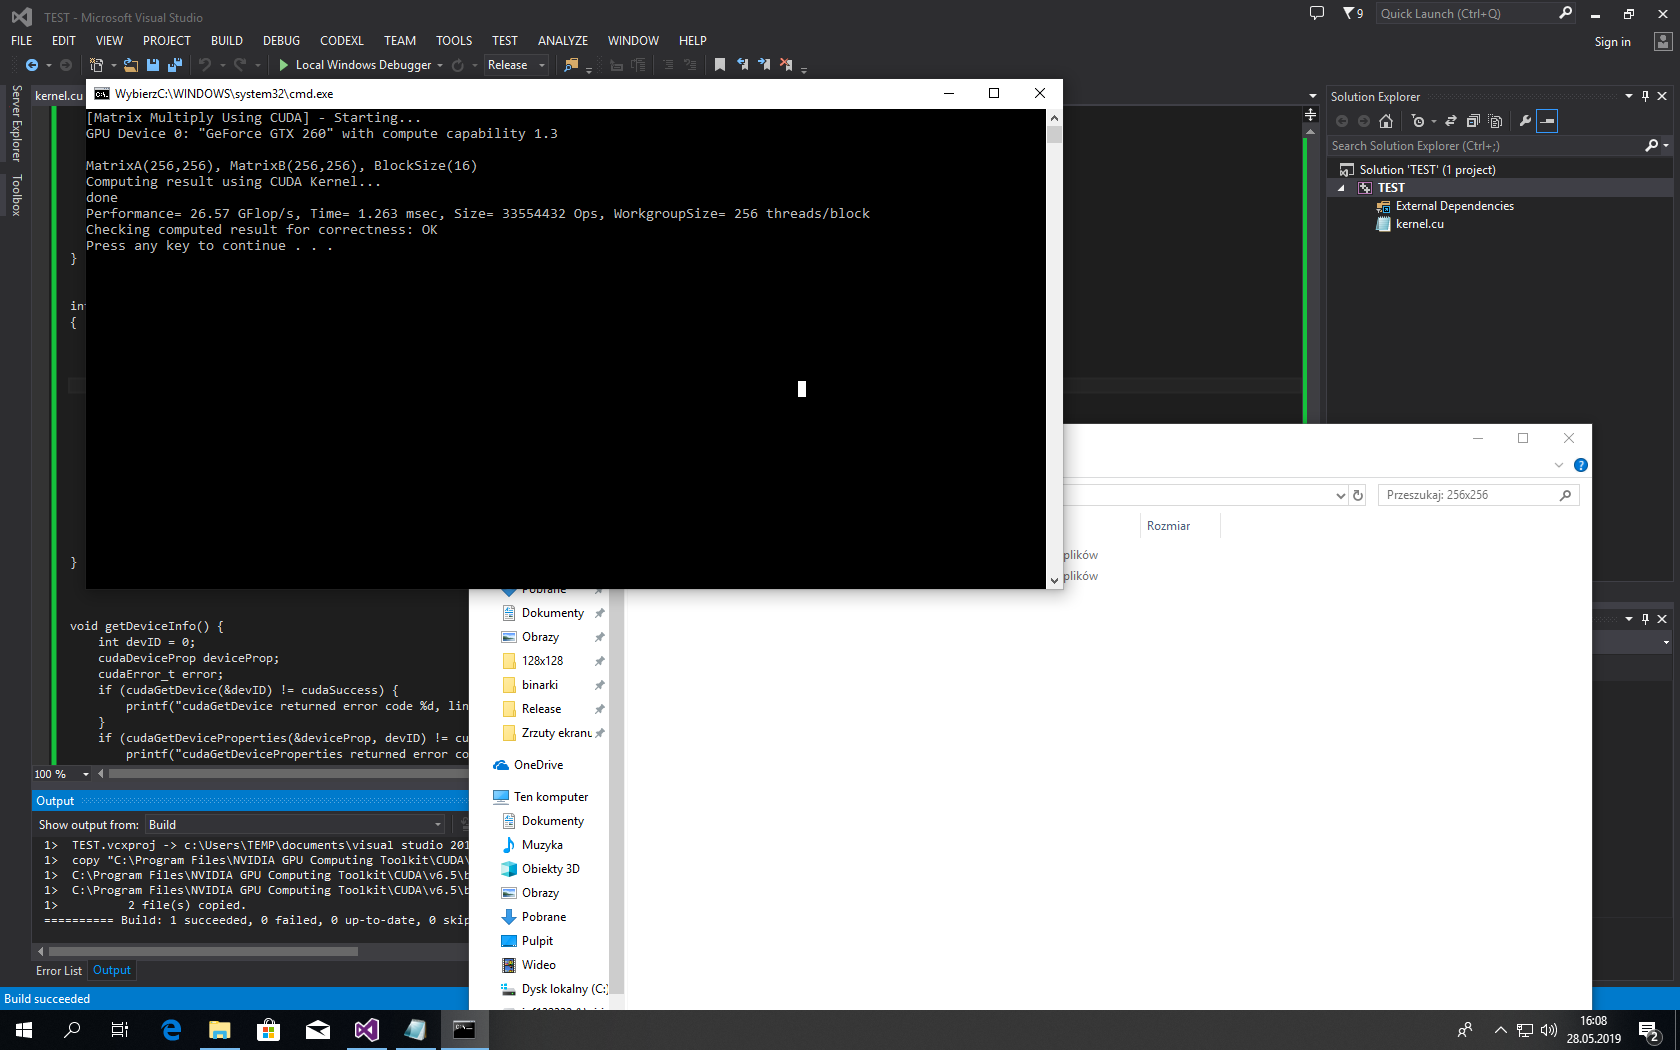 TEST - Microsoft Visual Studio
9
Quick Launch (Ctrl+Q)
FILE EDIT VIEW PROJECT BUILD DEBUG CODEXL TEAM TOOLS TEST ANALYZE WINDOW HELP
Sign in
Local Windows Debugger
Release
Server Explorer
Toolbox
kernel.cu
WybierzC:\WINDOWS\system32\cmd.exe
[Matrix Multiply Using CUDA] - Starting...
GPU Device 0: "GeForce GTX 260" with compute capability 1.3
MatrixA(256,256), MatrixB(256,256), BlockSize(16)
Computing result using CUDA Kernel...
done
Performance= 26.57 GFlop/s, Time= 1.263 msec, Size= 33554432 Ops, WorkgroupSize= 256 threads/block
Checking computed result for correctness: OK
Press any key to continue . . .
Solution Explorer
Search Solution Explorer (Ctrl+;)
Solution 'TEST' (1 project)
TEST
External Dependencies
kernel.cu
}
{
}
void getDeviceInfo() {
int devID = 0;
cudaDeviceProp deviceProp;
cudaError_t error;
if (cudaGetDevice(&devID) != cudaSuccess) {
printf("cudaGetDevice returned error code %d, lin
}
if (cudaGetDeviceProperties(&deviceProp, devID) != cu
printf("cudaGetDeviceProperties returned error co
100 %
Output
Show output from: Build
1> TEST.vcxproj -> c:\Users\TEMP\documents\visual studio 201
1> copy "C:\Program Files\NVIDIA GPU Computing Toolkit\CUDA\
1> C:\Program Files\NVIDIA GPU Computing Toolkit\CUDA\v6.5\b
1> C:\Program Files\NVIDIA GPU Computing Toolkit\CUDA\v6.5\b
1> 2 file(s) copied.
========== Build: 1 succeeded, 0 failed, 0 up-to-date, 0 skip
Error List Output
Build succeeded
Przeszukaj: 256x256
Rozmiar
plików
plików
Pobrane
Dokumenty
Obrazy
128x128
binarki
Release
Zrzuty ekranu
OneDrive
Ten komputer
Dokumenty
Muzyka
Obiekty 3D
Obrazy
Pobrane
Pulpit
Wideo
Dysk lokalny (C:)
16:08
28.05.2019
2